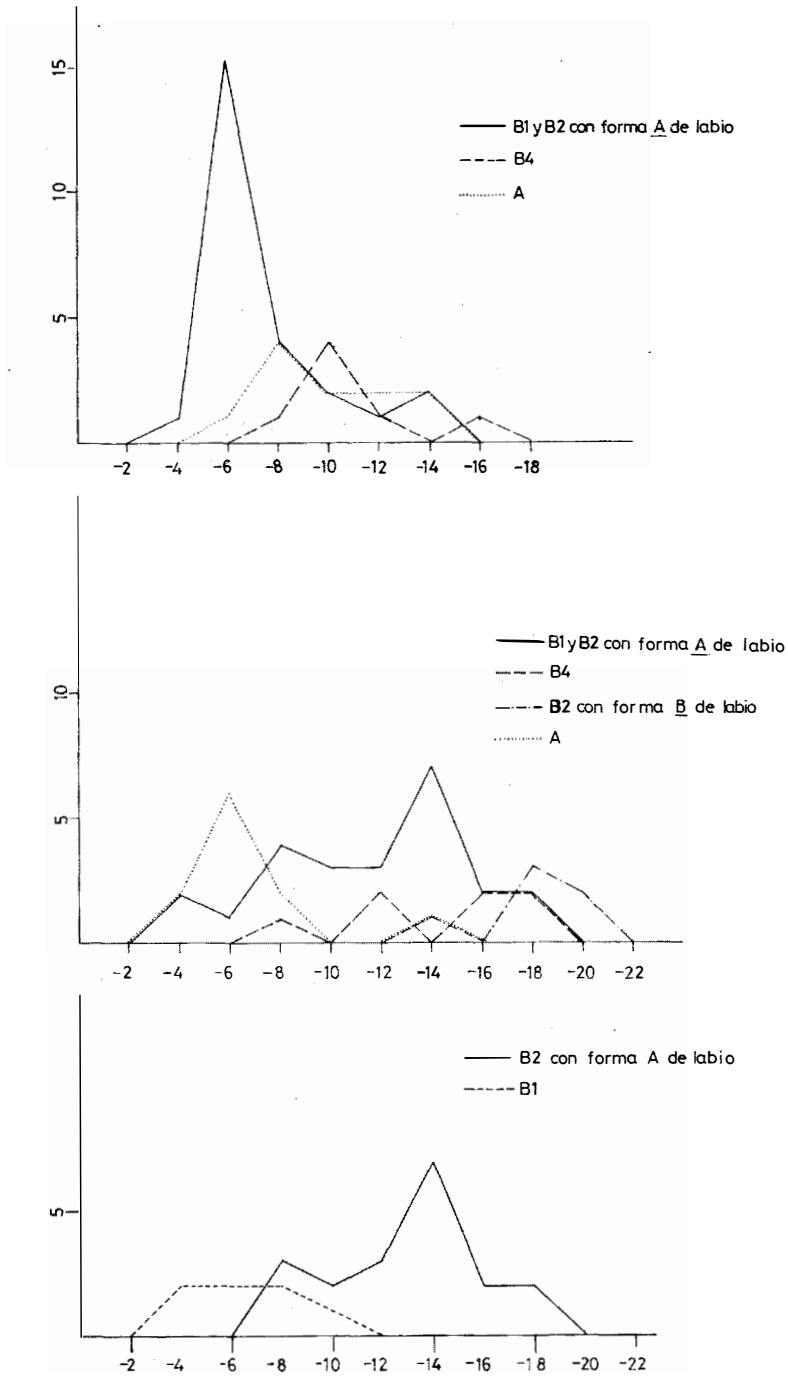 15
10
5
B1 y B2 con forma A de labio
B4
A
-2 -4 -6 -8 -10 -12 -14 -16 -18
B1 y B2 con forma A de labio
B4
B2 con forma B de labio
A
10
5
-2 -4 -6 -8 -10 -12 -14 -16 -18 -20 -22
B2 con forma A de labio
B1
5
-2 -4 -6 -8 -10 -12 -14 -16 -18 -20 -22